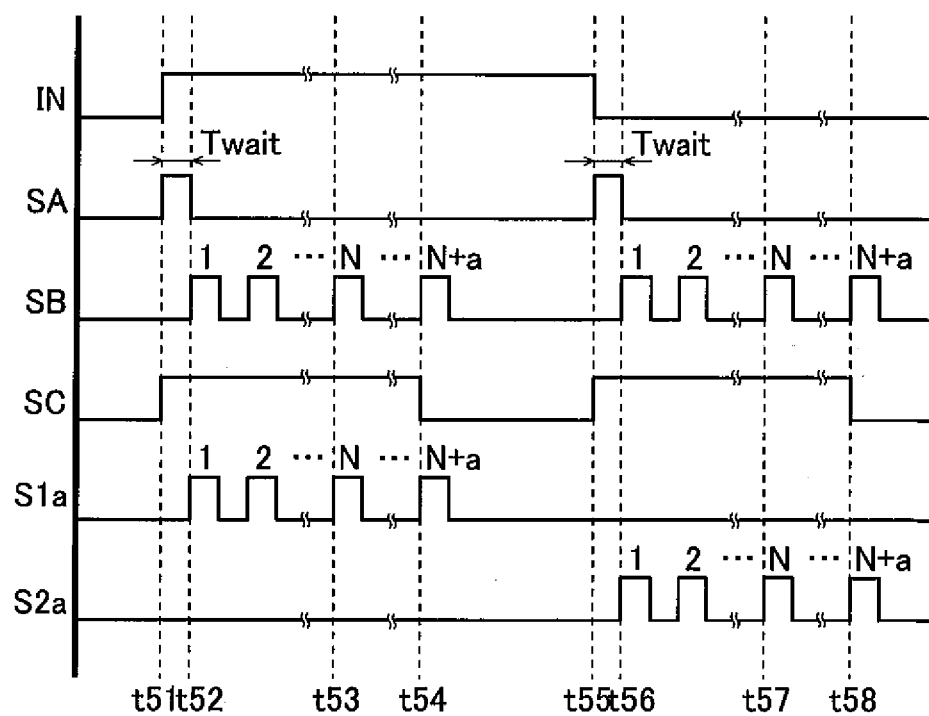 IN
Twait Twait
SA
1 2 ··· N ··· N+a 1 2 ··· N ··· N+a
SB
SC
1 2 ··· N ··· N+a
S1a
1 2 ··· N ··· N+a
S2a
t51 t52 t53 t54 t55 t56 t57 t58